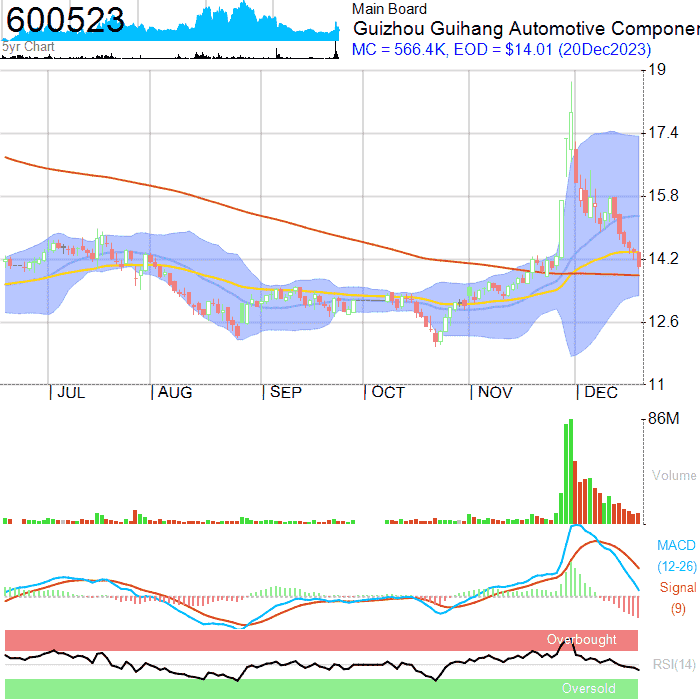 600523
5yr Chart
Main Board
Guizhou Guihang Automotive Componen
MC = 566.4K, EOD = $14.01 (20Dec2023)
19
17.4
15.8
14.2
12.6
11
JUL AUG SEP OCT NOV DEC
86M
Volume
MACD
(12-26)
Signal
(9)
Overbought
RSI(14)
Oversold